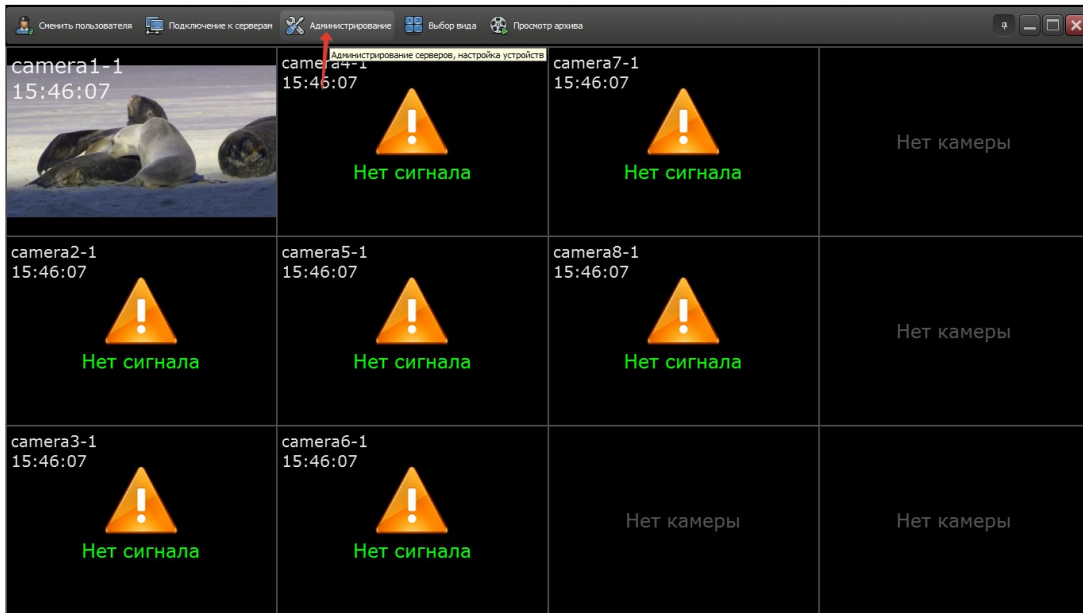 Сменить пользователя Подключение к серверам Администрирование Выбор вида Просмотр архива
Администрирование серверов, настройка устройств
camera1-1
15:46:07
camera4-1
15:46:07
Нет сигнала
camera7-1
15:46:07
Нет сигнала
Нет камеры
camera2-1
15:46:07
Нет сигнала
camera5-1
15:46:07
Нет сигнала
camera8-1
15:46:07
Нет сигнала
Нет камеры
camera3-1
15:46:07
Нет сигнала
camera6-1
15:46:07
Нет сигнала
Нет камеры
Нет камеры